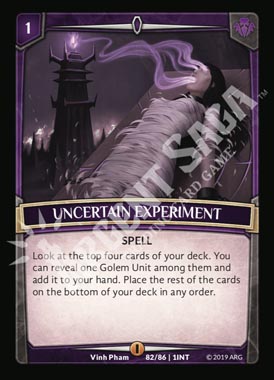 1
UNCERTAIN EXPERIMENT
SPELL
Look at the top four cards of your deck. You
can reveal one Golem Unit among them and
add it to your hand. Place the rest of the cards
on the bottom of your deck in any order.
Vinh Pham 82/86 | 1INT ©2019 ARG